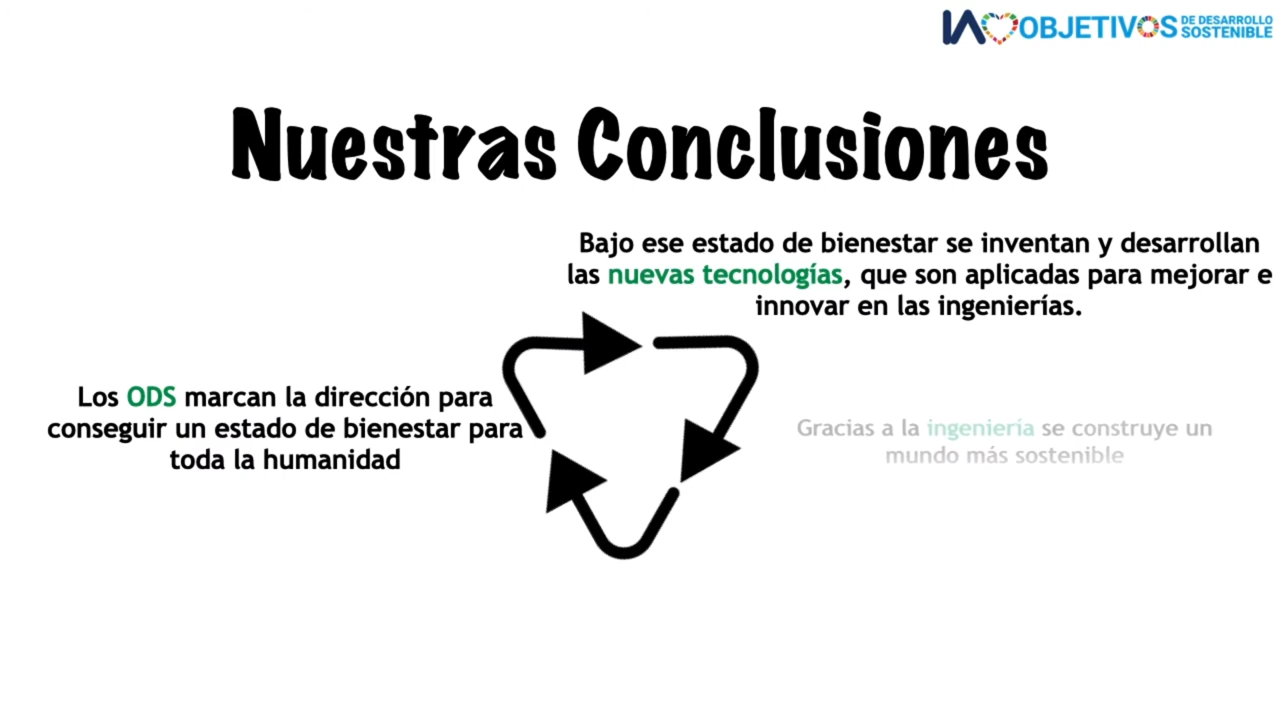 IA OBJETIVOS DE DESARROLLO
SOSTENIBLE
Nuestras Conclusiones
Bajo ese estado de bienestar se inventan y desarrollan
las nuevas tecnologías, que son aplicadas para mejorar e
innovar en las ingenierías.
Los ODS marcan la dirección para
conseguir un estado de bienestar para
toda la humanidad
Gracias a la ingeniería se construye un
mundo más sostenible